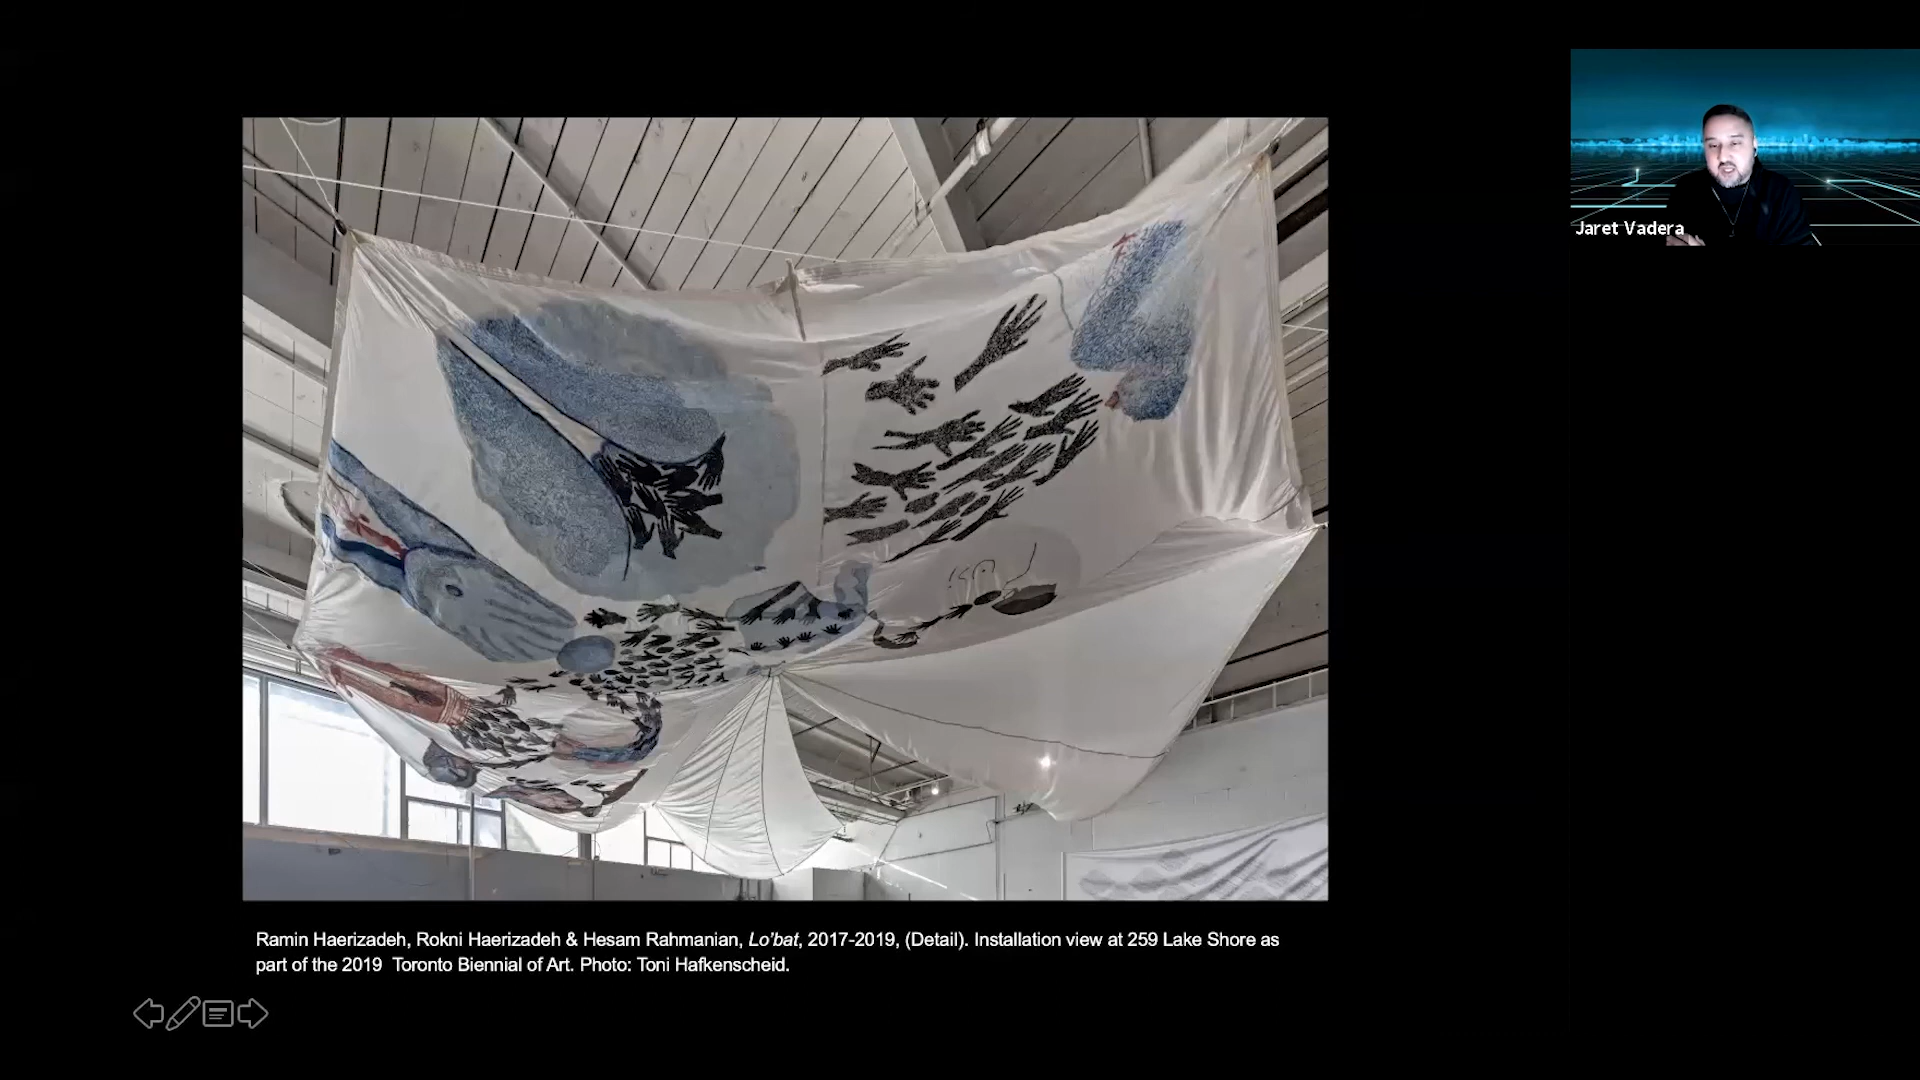 Jaret Vadera
Ramin Haerizadeh, Rokni Haerizadeh & Hesam Rahmanian, Lo'bat, 2017-2019, (Detail). Installation view at 259 Lake Shore as
part of the 2019 Toronto Biennial of Art. Photo: Toni Hafkenscheid.